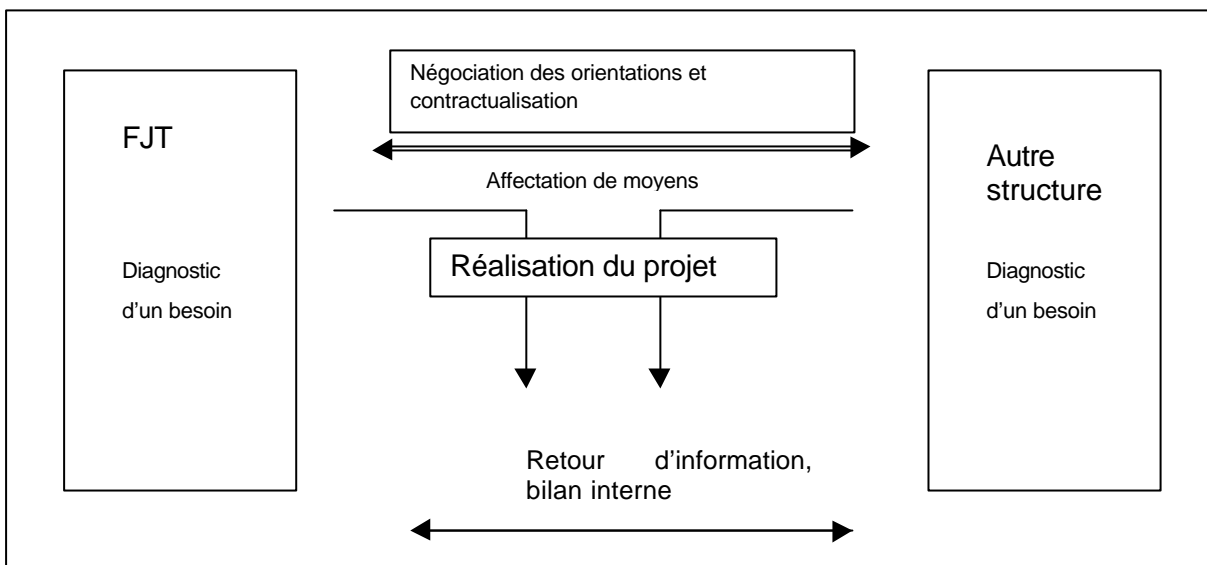 Négociation des orientations et
contractualisation
FJT
Autre
structure
Affectation de moyens
Réalisation du projet
Diagnostic
d'un besoin
Diagnostic
d'un besoin
Retour d'information,
bilan interne